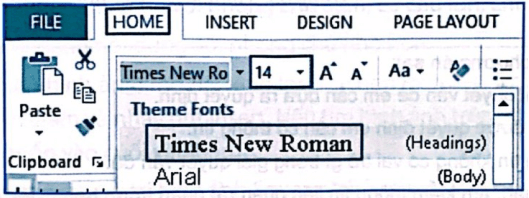 FILE HOME INSERT DESIGN PAGE LAYOUT
Times New Ro 14 A A Aa
Paste
Theme Fonts
Times New Roman (Headings)
Clipboard
Arial (Body)